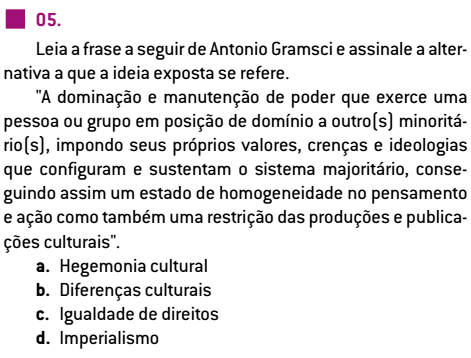 05.
Leia a frase a seguir de Antonio Gramsci e assinale a alter-
nativa a que a ideia exposta se refere.
"A dominação e manutenção de poder que exerce uma
pessoa ou grupo em posição de domínio a outro(s) minoritá-
rio(s), impondo seus próprios valores, crenças e ideologias
que configuram e sustentam o sistema majoritário, conse-
guindo assim um estado de homogeneidade no pensamento
e ação como também uma restrição das produções e publica-
ções culturais".
a. Hegemonia cultural
b. Diferenças culturais
c. Igualdade de direitos
d. Imperialismo